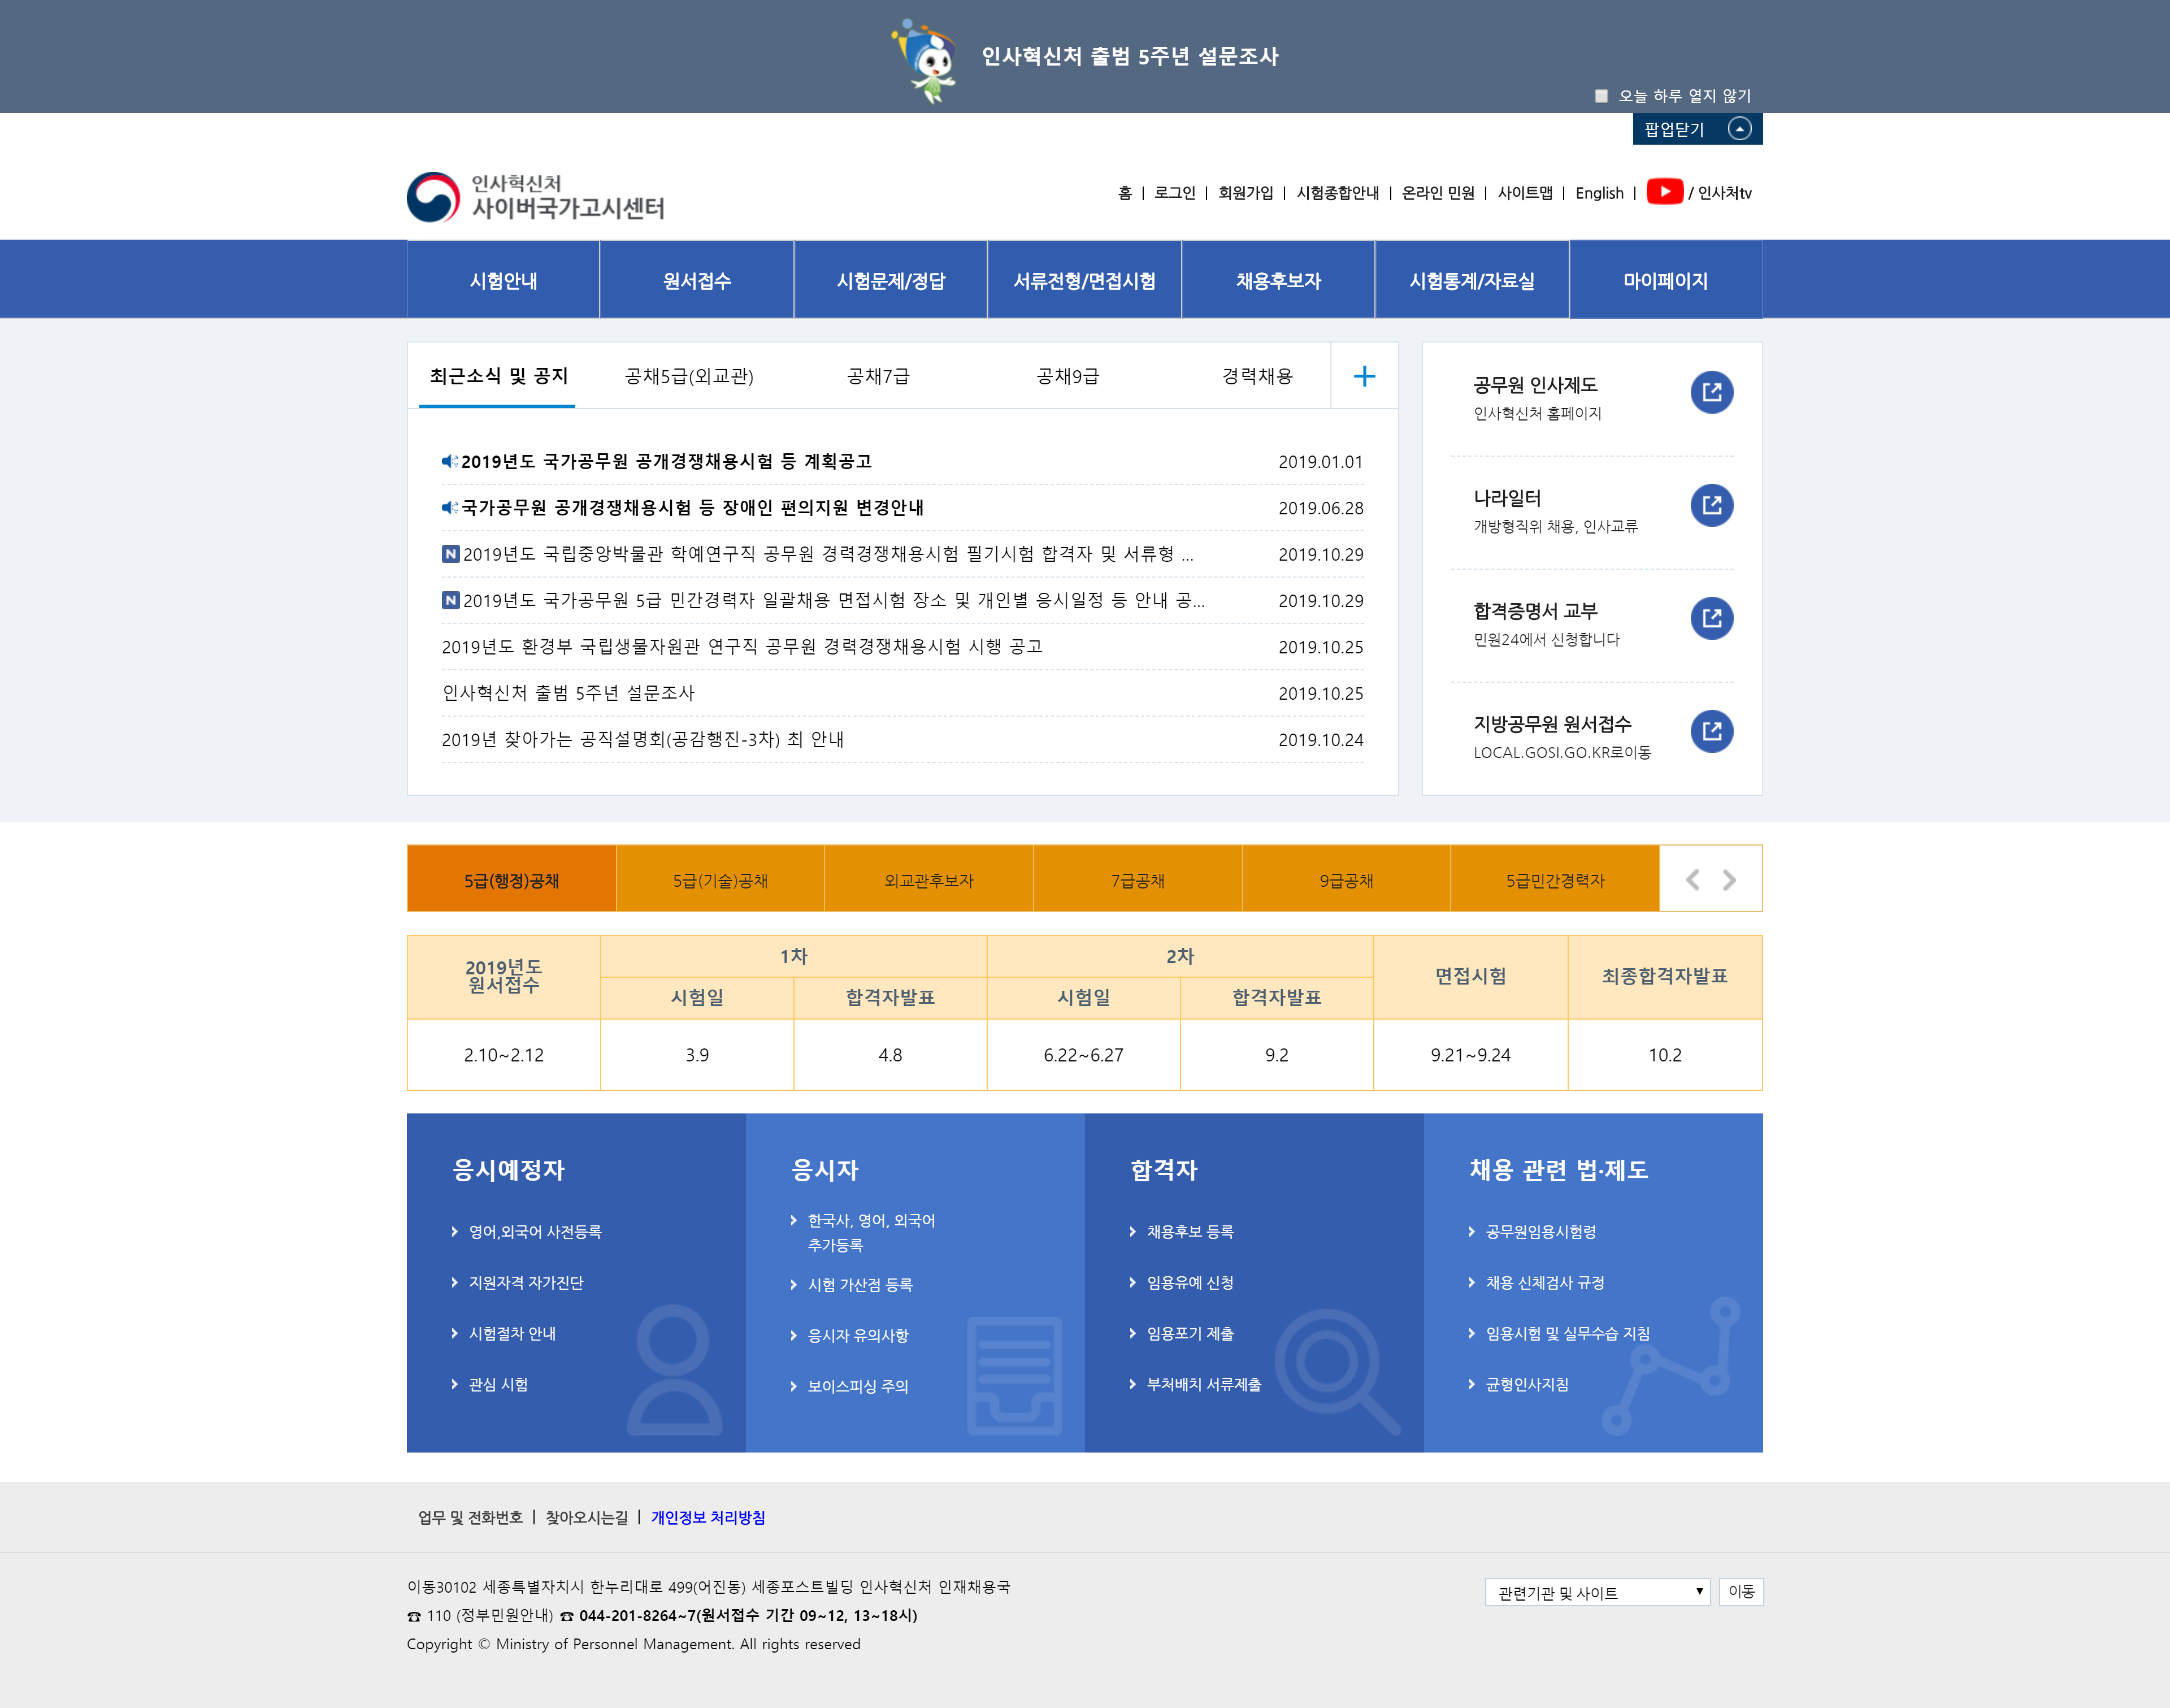 인사혁신처 출범 5주년 설문조사
오늘 하루 열지 않기
팝업닫기
인사혁신처
사이버국가고시센터
홈 | 로그인 | 회원가입 | 시험종합안내 | 온라인 민원 | 사이트맵 | English | / 인사처tv
시험안내 원서접수 시험문제/정답 서류전형/면접시험 채용후보자 시험통계/자료실 마이페이지
최근소식 및 공지 공채5급(외교관) 공채7급 공채9급 경력채용
2019년도 국가공무원 공개경쟁채용시험 등 계획공고 2019.01.01
국가공무원 공개경쟁채용시험 등 장애인 편의지원 변경안내 2019.06.28
N 2019년도 국립중앙박물관 학예연구직 공무원 경력경쟁채용시험 필기시험 합격자 및 서류형 ... 2019.10.29
N 2019년도 국가공무원 5급 민간경력자 일괄채용 면접시험 장소 및 개인별 응시일정 등 안내 공... 2019.10.29
2019년도 환경부 국립생물자원관 연구직 공무원 경력경쟁채용시험 시행 공고 2019.10.25
인사혁신처 출범 5주년 설문조사 2019.10.25
2019년 찾아가는 공직설명회(공감행진-3차) 최 안내 2019.10.24
공무원 인사제도
인사혁신처 홈페이지
나라일터
개방형직위 채용, 인사교류
합격증명서 교부
민원24에서 신청합니다
지방공무원 원서접수
LOCAL.GOSI.GO.KR로이동
5급(행정)공채 5급(기술)공채 외교관후보자 7급공채 9급공채 5급민간경력자
2019년도
원서접수
1차 2차
시험일 합격자발표 시험일 합격자발표
면접시험 최종합격자발표
2.10~2.12 3.9 4.8 6.22~6.27 9.2 9.21~9.24 10.2
응시예정자
영어,외국어 사전등록
지원자격 자가진단
시험절차 안내
관심 시험
응시자
한국사, 영어, 외국어
추가등록
시험 가산점 등록
응시자 유의사항
보이스피싱 주의
합격자
채용후보 등록
임용유예 신청
임용포기 제출
부처배치 서류제출
채용 관련 법·제도
공무원임용시험령
채용 신체검사 규정
임용시험 및 실무수습 지침
균형인사지침
업무 및 전화번호 | 찾아오시는길 | 개인정보 처리방침
이동30102 세종특별자치시 한누리대로 499(어진동) 세종포스트빌딩 인사혁신처 인재채용국
☎ 110 (정부민원안내) ☎ 044-201-8264~7(원서접수 기간 09~12, 13~18시)
Copyright © Ministry of Personnel Management. All rights reserved
관련기관 및 사이트 ▼ 이동